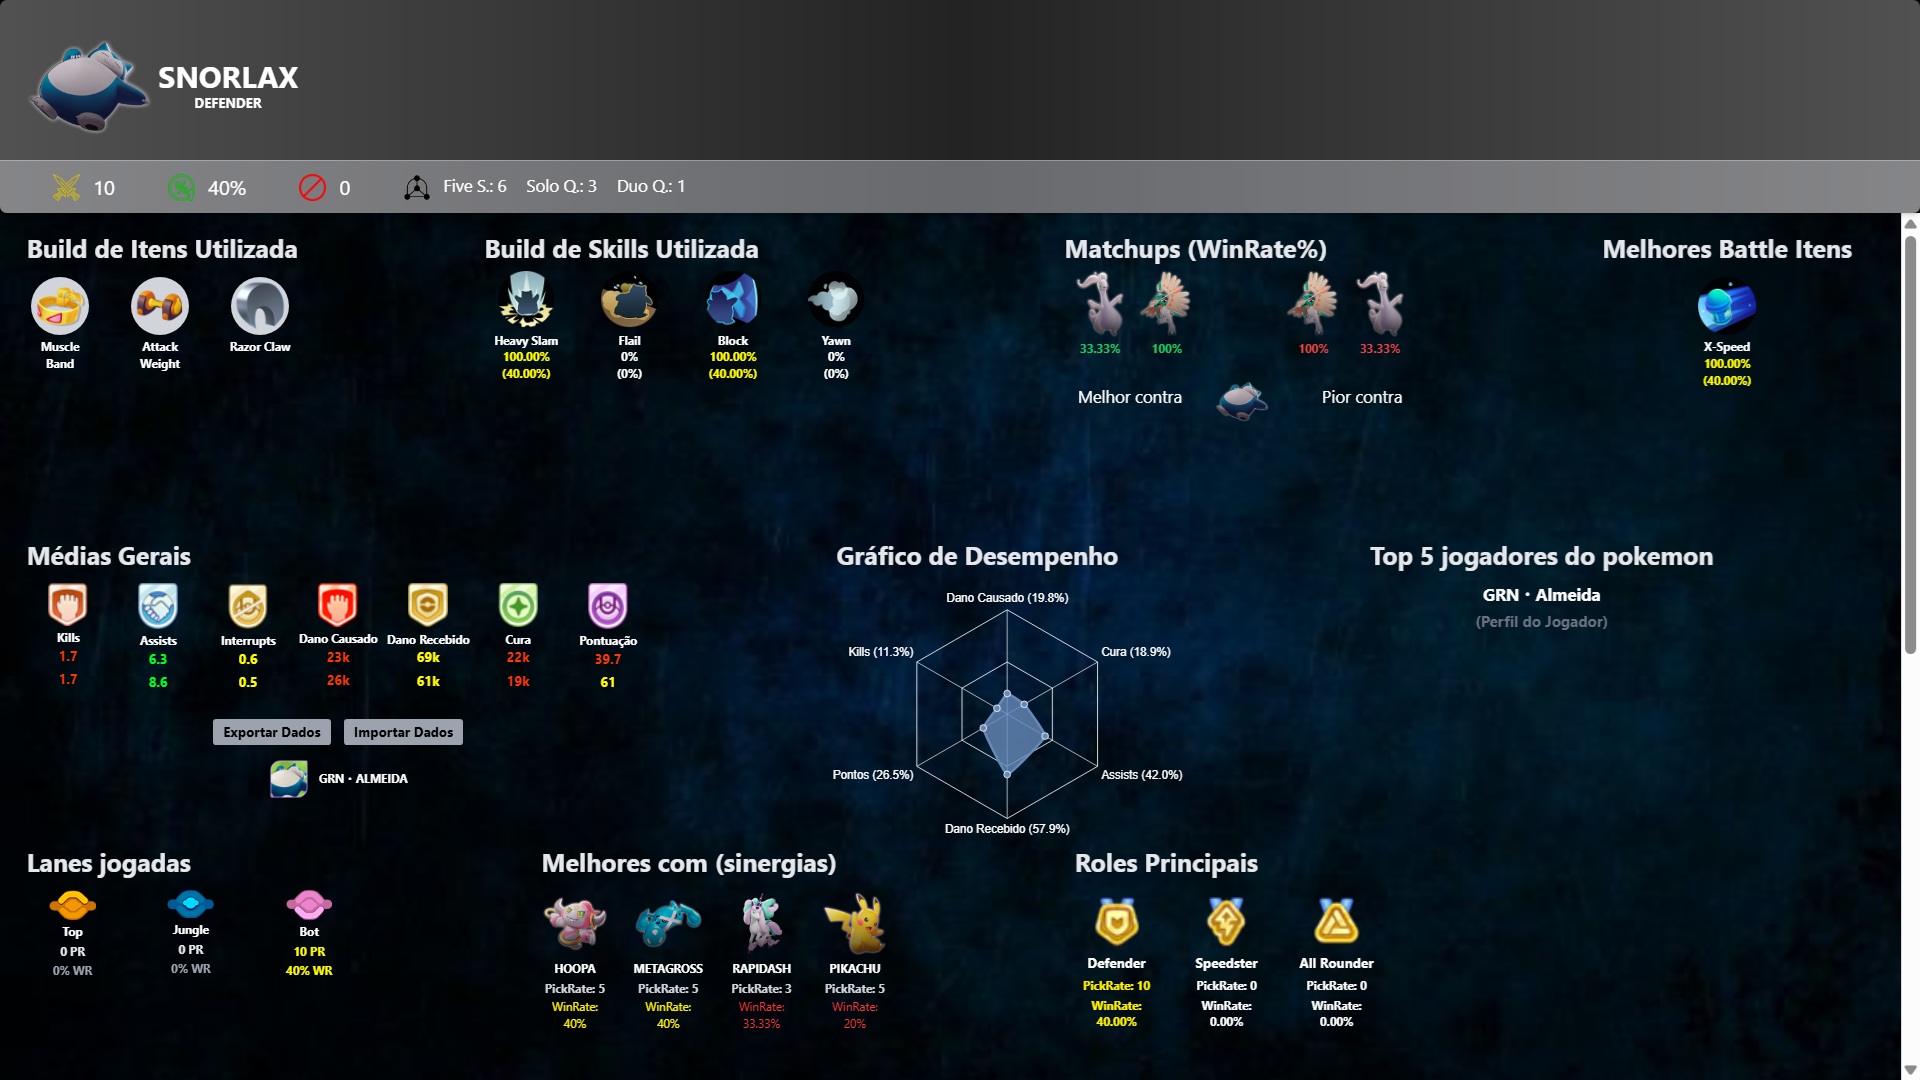 SNORLAX
DEFENDER
10
40%
0
Five S.: 6
Solo Q.: 3
Duo Q.: 1
Build de Itens Utilizada
Muscle
Band
Attack
Weight
Razor Claw
Build de Skills Utilizada
Heavy Slam
100.00%
(40.00%)
Flail
0%
(0%)
Block
100.00%
(40.00%)
Yawn
0%
(0%)
Matchups (WinRate%)
33.33%
100%
100%
33.33%
Melhor contra
Pior contra
Melhores Battle Itens
X-Speed
100.00%
(40.00%)
Médias Gerais
Kills
1.7
1.7
Assists
6.3
8.6
Interrupts
0.6
0.5
Dano Causado
23k
26k
Dano Recebido
69k
61k
Cura
22k
19k
Pontuação
39.7
61
Exportar Dados
Importar Dados
GRN・ALMEIDA
Gráfico de Desempenho
Dano Causado (19.8%)
Kills (11.3%)
Cura (18.9%)
Pontos (26.5%)
Assists (42.0%)
Dano Recebido (57.9%)
Top 5 jogadores do pokemon
GRN・Almeida
(Perfil do Jogador)
Lanes jogadas
Top
0 PR
0% WR
Jungle
0 PR
0% WR
Bot
10 PR
40% WR
Melhores com (sinergias)
HOOPA
PickRate: 5
WinRate:
40%
METAGROSS
PickRate: 5
WinRate:
40%
RAPIDASH
PickRate: 3
WinRate:
33.33%
PIKACHU
PickRate: 5
WinRate:
20%
Roles Principais
Defender
PickRate: 10
WinRate:
40.00%
Speedster
PickRate: 0
WinRate:
0.00%
All Rounder
PickRate: 0
WinRate:
0.00%